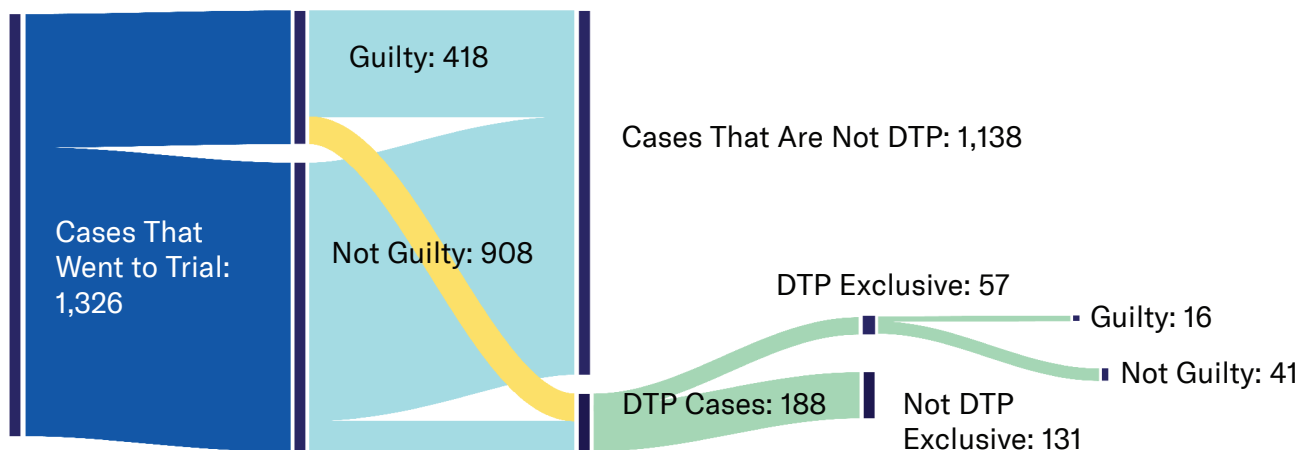 Guilty: 418
Cases That Are Not DTP: 1,138
Cases That
Went to Trial:
1,326
Not Guilty: 908
DTP Exclusive: 57
Guilty: 16
Not Guilty: 41
DTP Cases: 188
Not DTP
Exclusive: 131